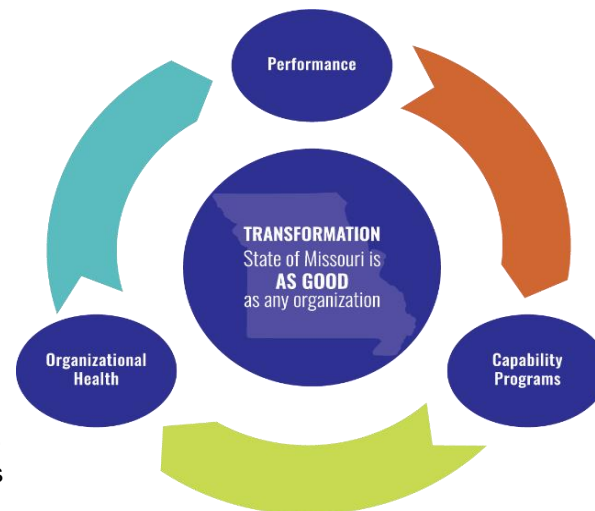 Performance
TRANSFORMATION
State of Missouri is
AS GOOD
as any organization
Organizational
Health
Capability
Programs
s